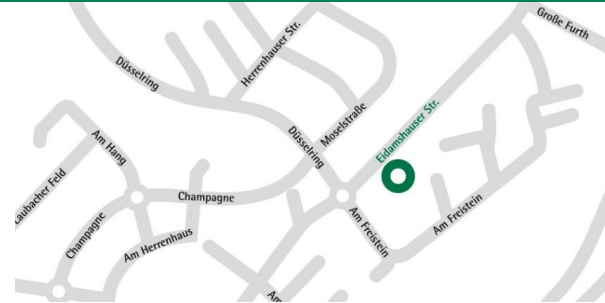 Große Furth
Herrenhauser Str.
Düsselring
Moselstraße
Eidamshauser Str.
Düsselring
Am Hang
Champagne
Am Freistein
Am Freistein
Champagne
Am Herrenhaus
Feld
Am